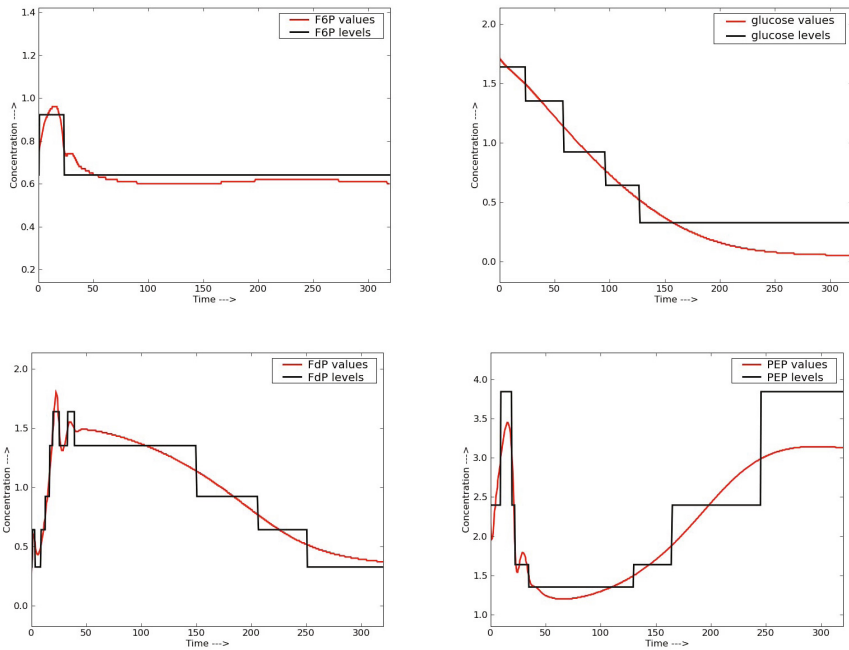 1.4
F6P values
F6P levels
1.2
1.0
0.8
0.6
0.4
0.2
Concentration --->
0 50 100 150 200 250 300
Time --->
2.0
glucose values
glucose levels
1.5
1.0
0.5
0.0
Concentration --->
0 50 100 150 200 250 300
Time --->
2.0
FdP values
FdP levels
1.5
1.0
0.5
0.0
Concentration --->
0 50 100 150 200 250 300
Time --->
4.0
PEP values
PEP levels
3.5
3.0
2.5
2.0
1.5
1.0
Concentration --->
0 50 100 150 200 250 300
Time --->